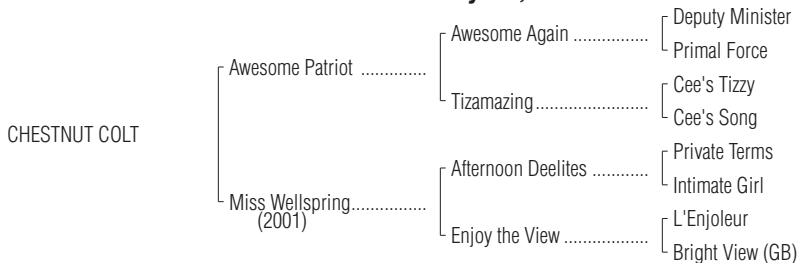 Deputy Minister
Awesome Again ................
Primal Force
Awesome Patriot ..............
Cee's Tizzy
Tizamazing.......................
Cee's Song
CHESTNUT COLT
Private Terms
Afternoon Deelites ............
Intimate Girl
Miss Wellspring................
(2001)
L'Enjoleur
Enjoy the View ..................
Bright View (GB)